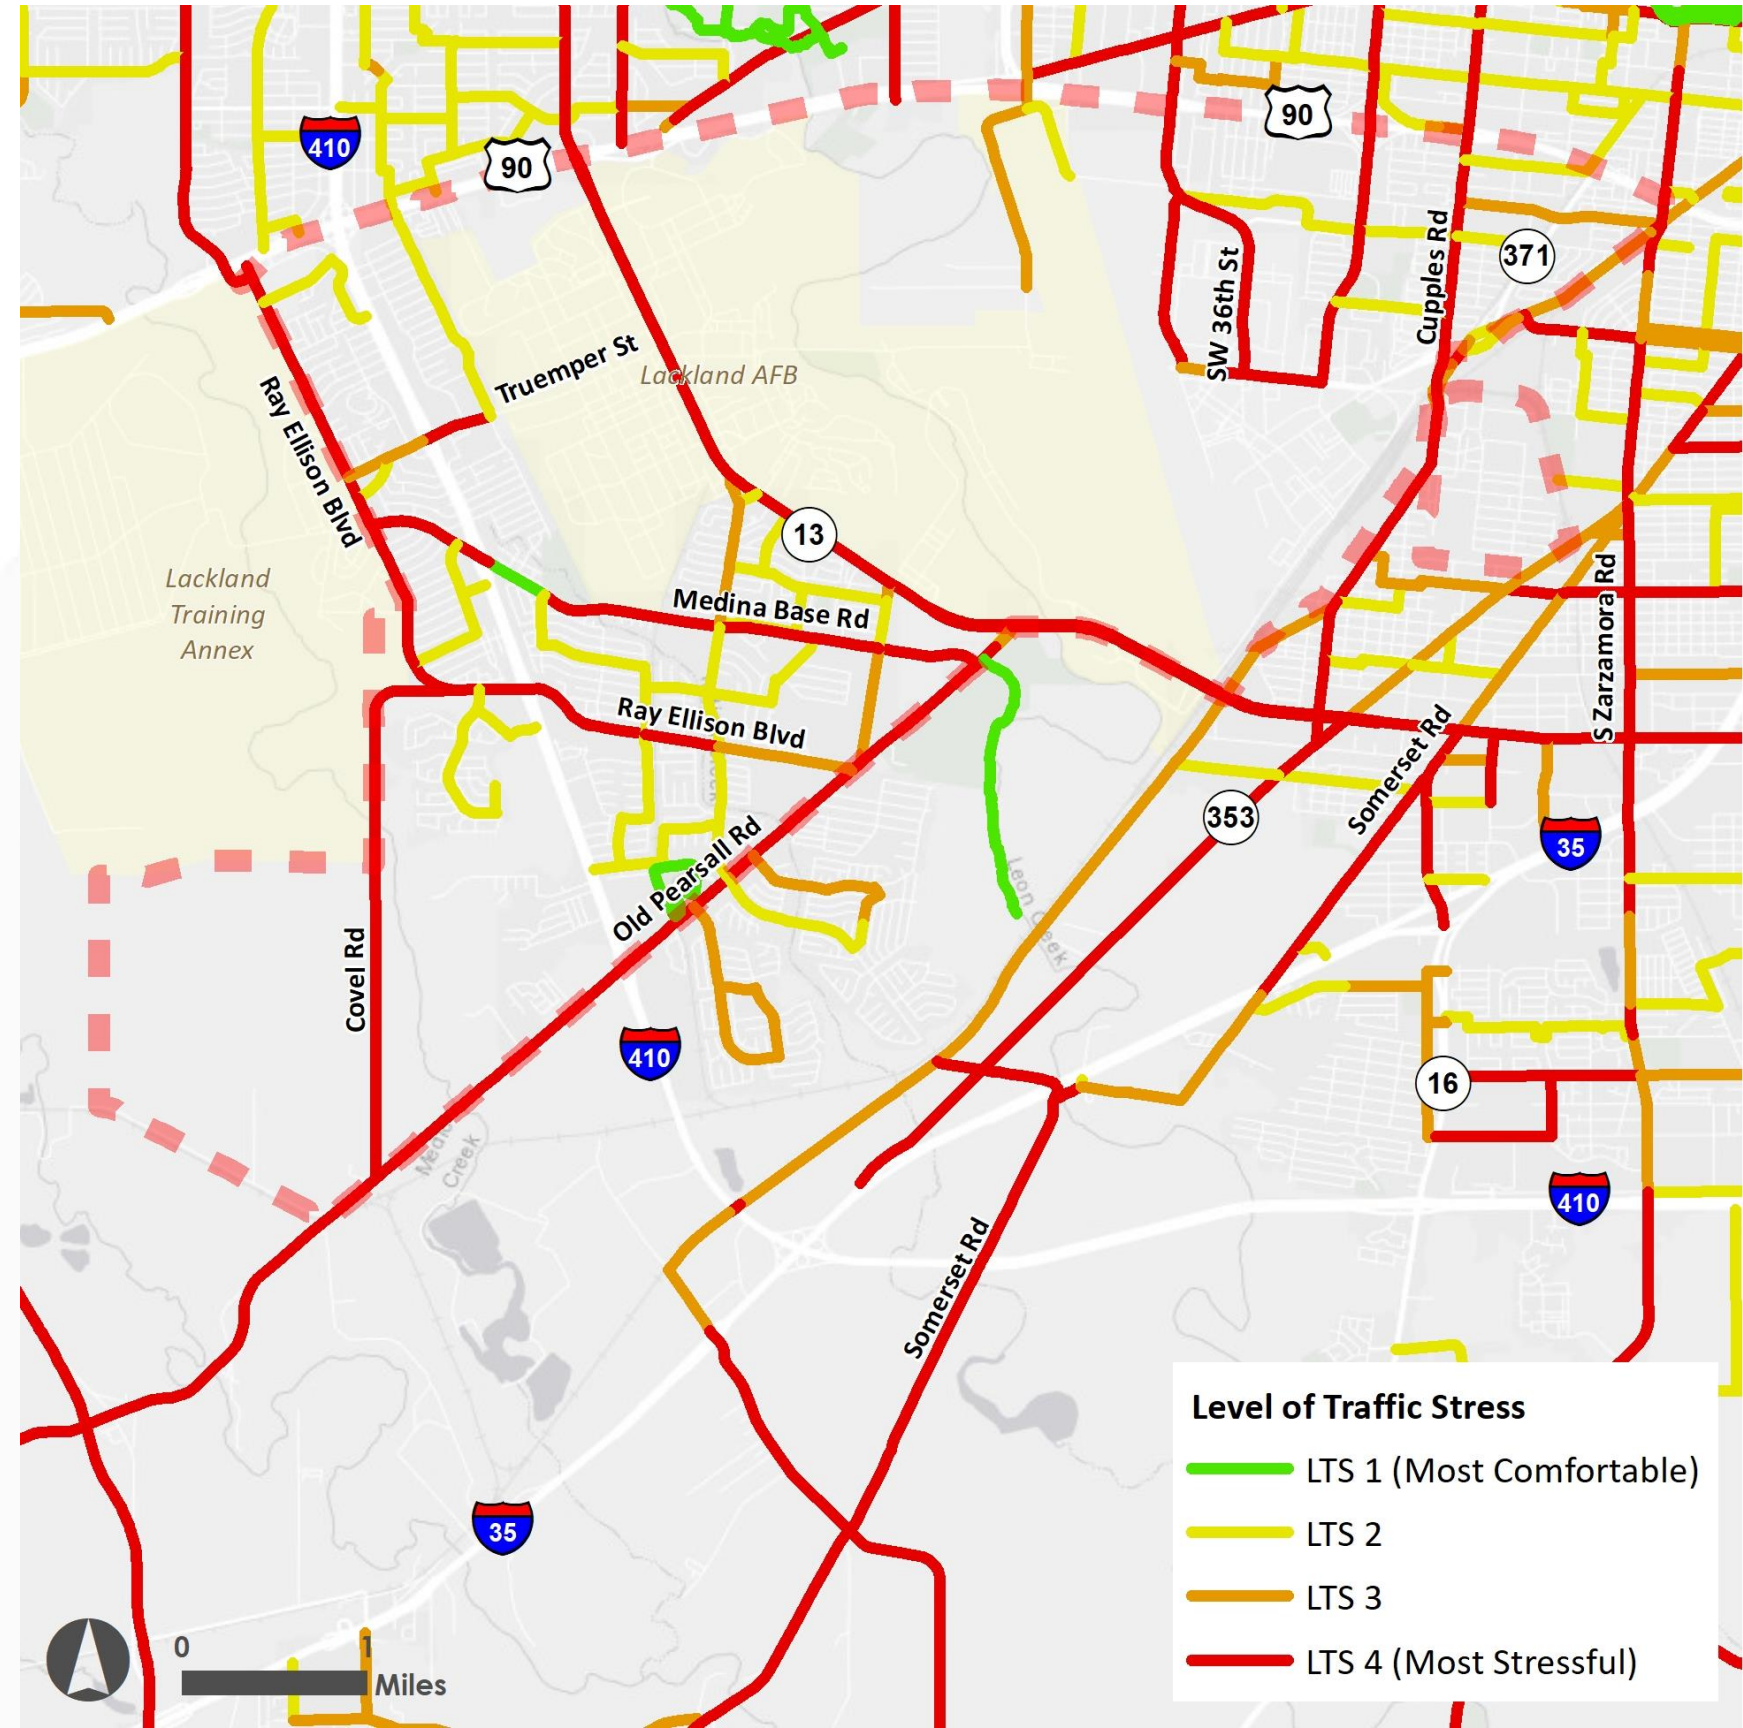 410
90
90
371
Cupples Rd
SW 36th St
Truemper St
Lackland AFB
Ray Ellison Blvd
13
Lackland
Training
Annex
Medina Base Rd
S Zarzamora Rd
Ray Ellison Blvd
Somerset Rd
353
35
Old Pearsall Rd
Leon Creek
Covel Rd
410
16
Creek
410
Somerset Rd
Level of Traffic Stress
LTS 1 (Most Comfortable)
LTS 2
LTS 3
LTS 4 (Most Stressful)
35
0 1
Miles